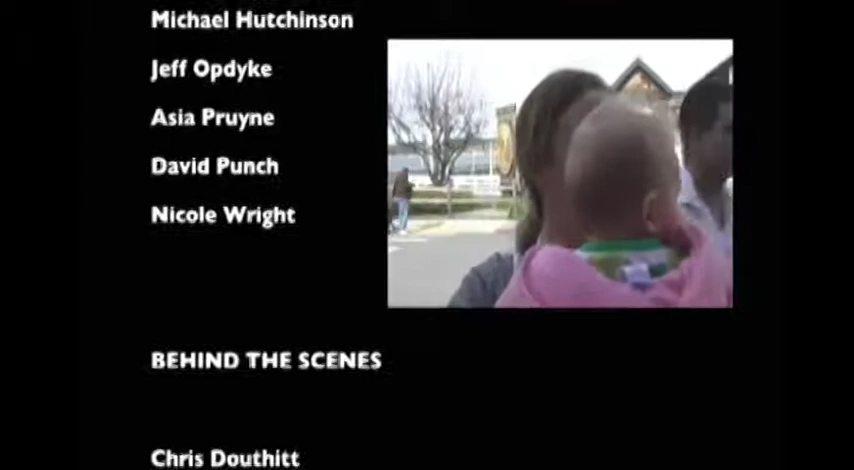 Michael Hutchinson
Jeff Opdyke
Asia Pruyne
David Punch
Nicole Wright
BEHIND THE SCENES
Chris Douthitt